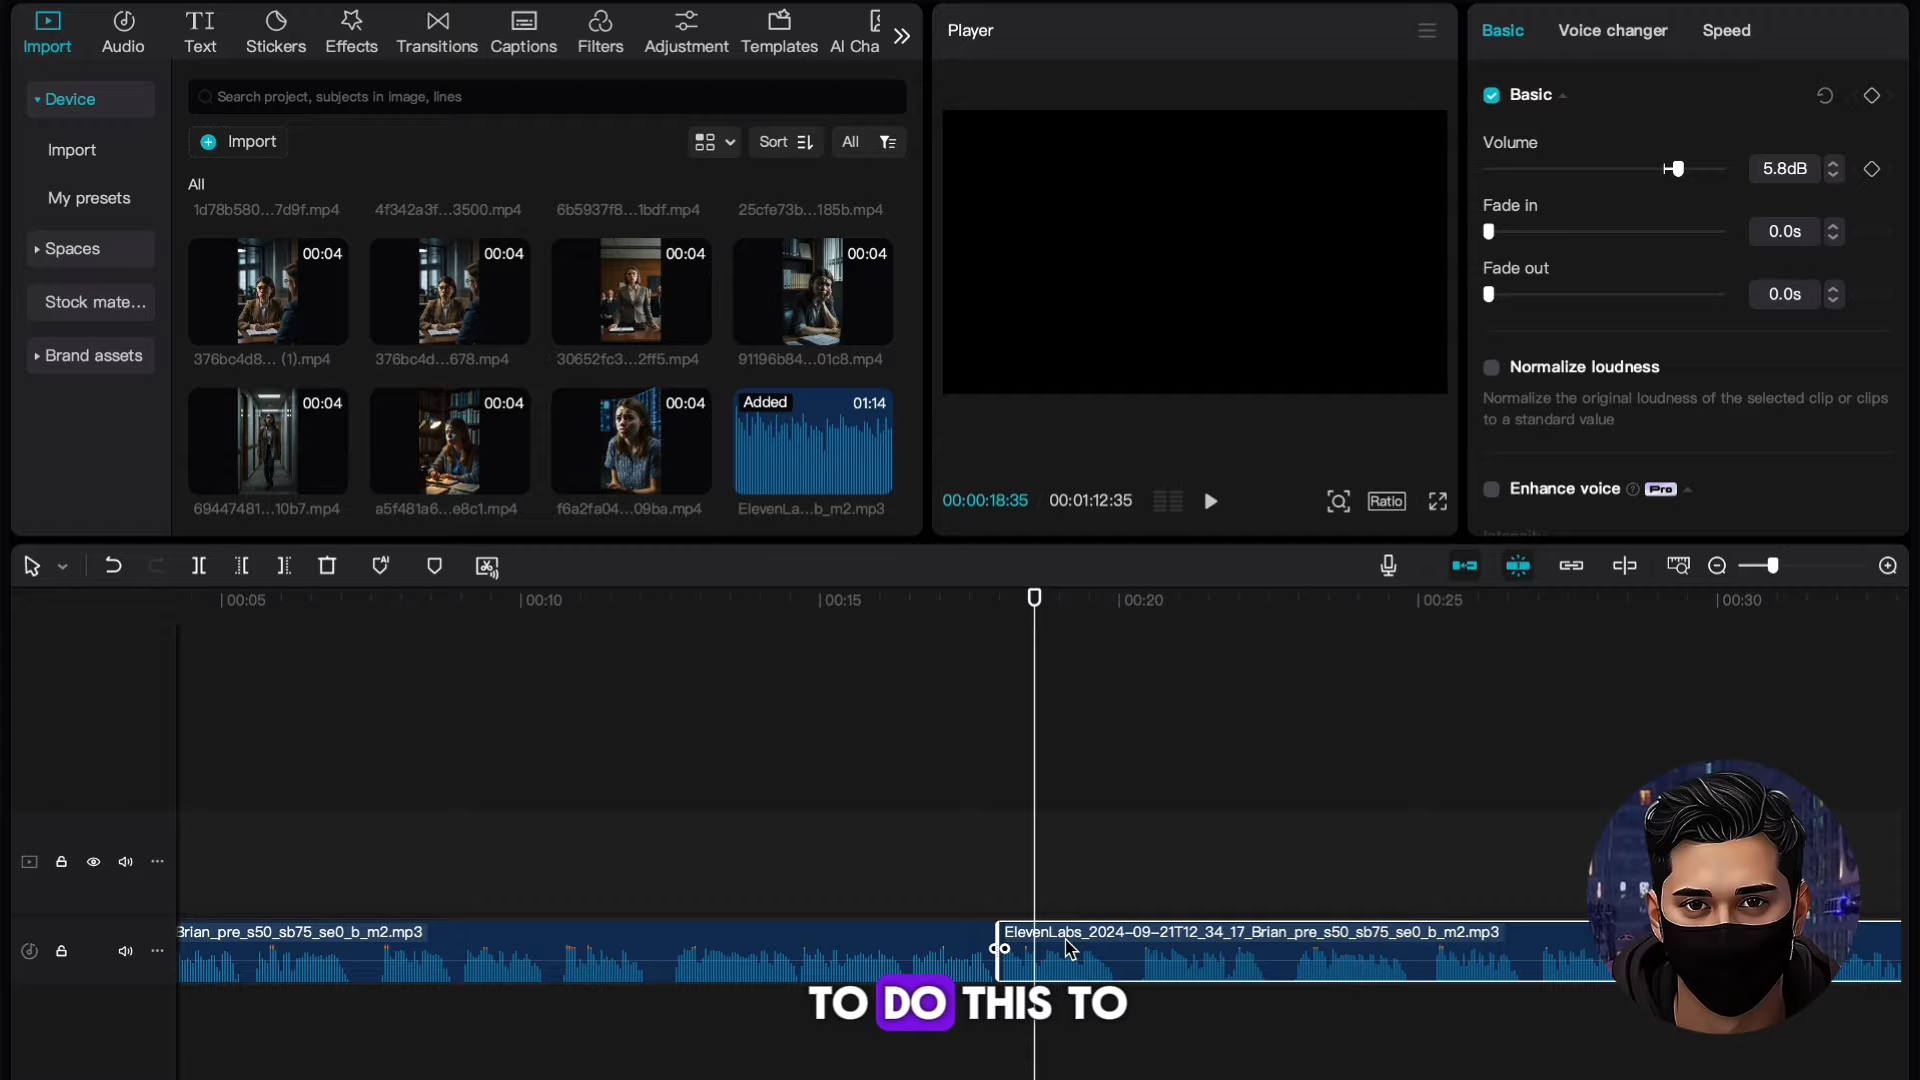 Import
Audio
Text
Stickers
Effects
Transitions
Captions
Filters
Adjustment
Templates
AI Cha
Device
Import
My presets
Spaces
Stock mate...
Brand assets
Search project, subjects in image, lines
Import
Sort
All
All
1d78b580...7d9f.mp4
4f342a3f...3500.mp4
6b5937f8...1bdf.mp4
25cfe73b...185b.mp4
00:04
00:04
00:04
00:04
376bc4d8... (1).mp4
376bc4d...678.mp4
30652fc3...2ff5.mp4
91196b84...01c8.mp4
00:04
00:04
00:04
Added
01:14
69447481...10b7.mp4
a5f481a6...e8c1.mp4
f6a2fa04...09ba.mp4
ElevenLa...b_m2.mp3
Player
00:00:18:35
00:01:12:35
Ratio
Basic
Voice changer
Speed
Basic
Volume
5.8dB
Fade in
0.0s
Fade out
0.0s
Normalize loudness
Normalize the original loudness of the selected clip or clips
to a standard value
Enhance voice
Pro
00:05
00:10
00:15
00:20
00:25
00:30
Brian_pre_s50_sb75_se0_b_m2.mp3
ElevenLabs_2024-09-21T12_34_17_Brian_pre_s50_sb75_se0_b_m2.mp3
TO DO THIS TO